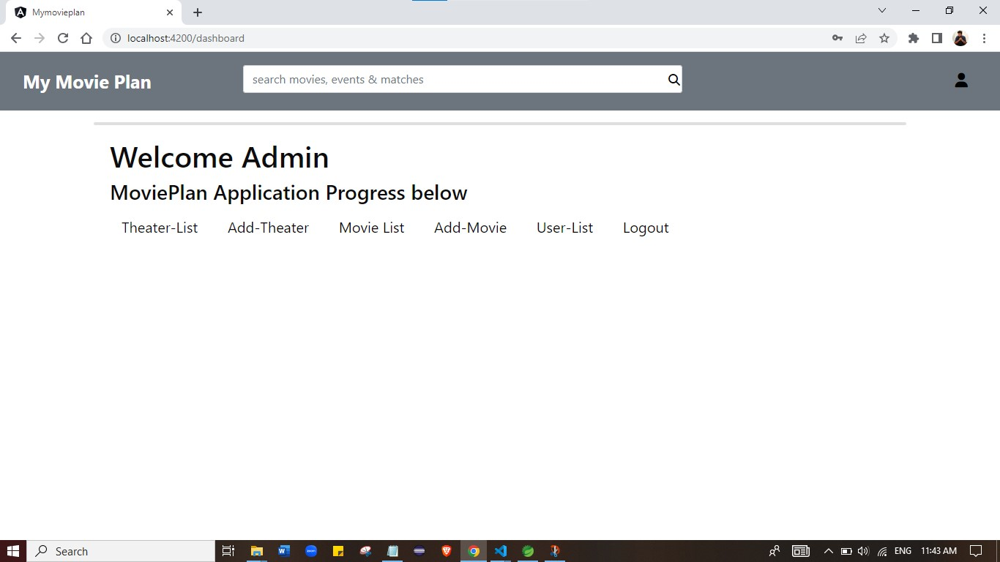 Mymovieplan
localhost:4200/dashboard
My Movie Plan
search movies, events & matches
Welcome Admin
MoviePlan Application Progress below
Theater-List Add-Theater Movie List Add-Movie User-List Logout
Search ENG 11:43 AM